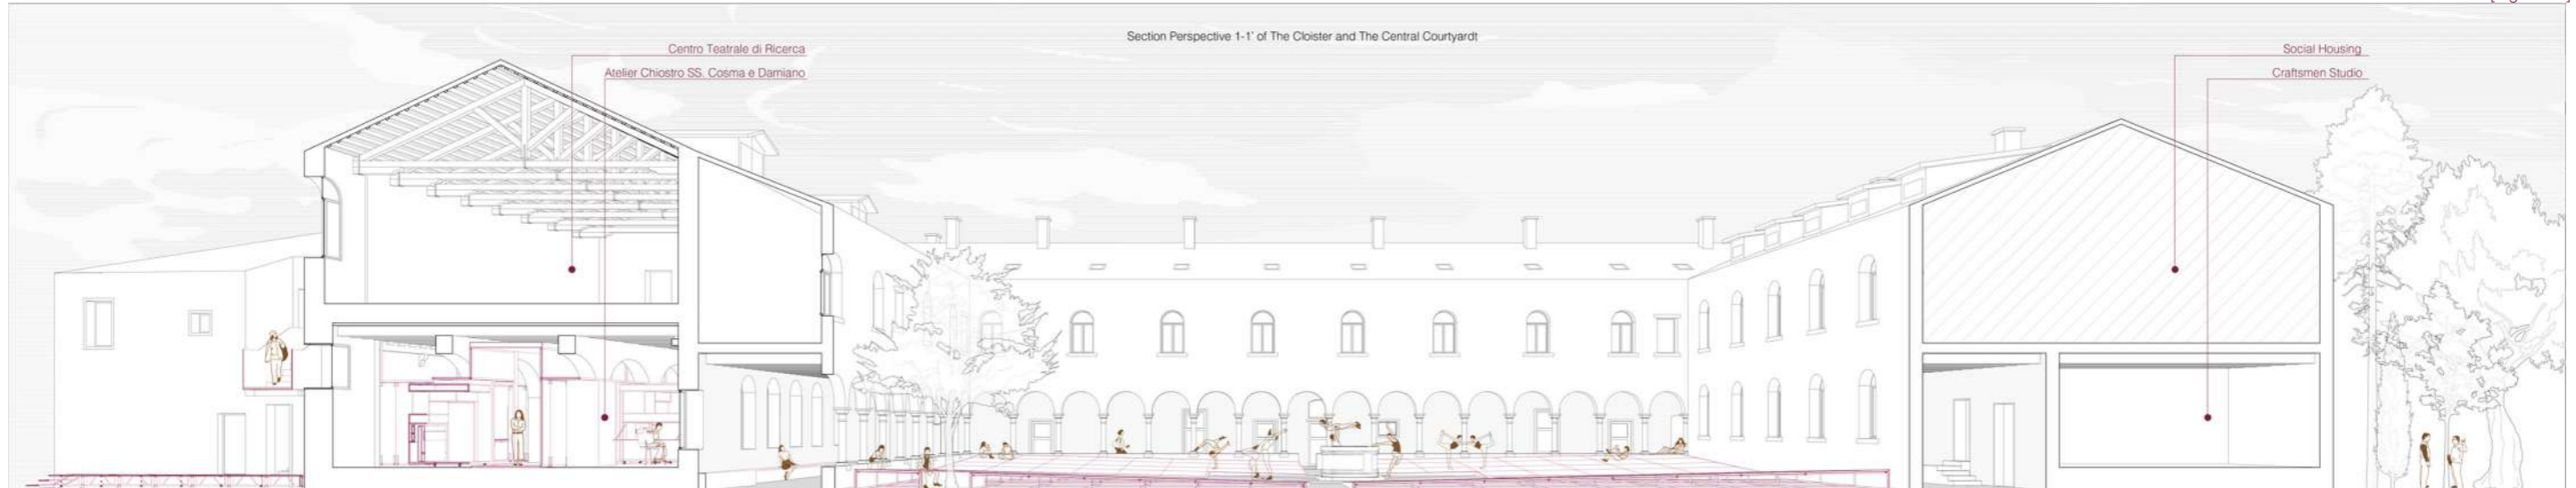 Section Perspective 1-1' of The Cloister and The Central Courtyardt
Centro Teatrale di Ricerca
Atelier Chiostro SS. Cosma e Damiano
Social Housing
Craftsmen Studio